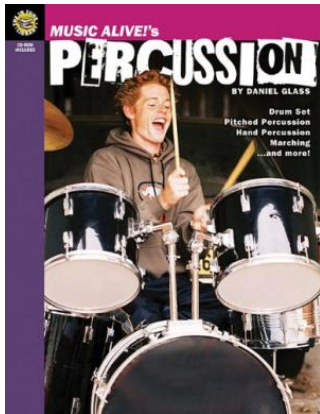 CD-ROM
INCLUDED
MUSIC ALIVE!'s
PERCUSSION
BY DANIEL GLASS
Drum Set
Pitched Percussion
Hand Percussion
Marching
...and more!